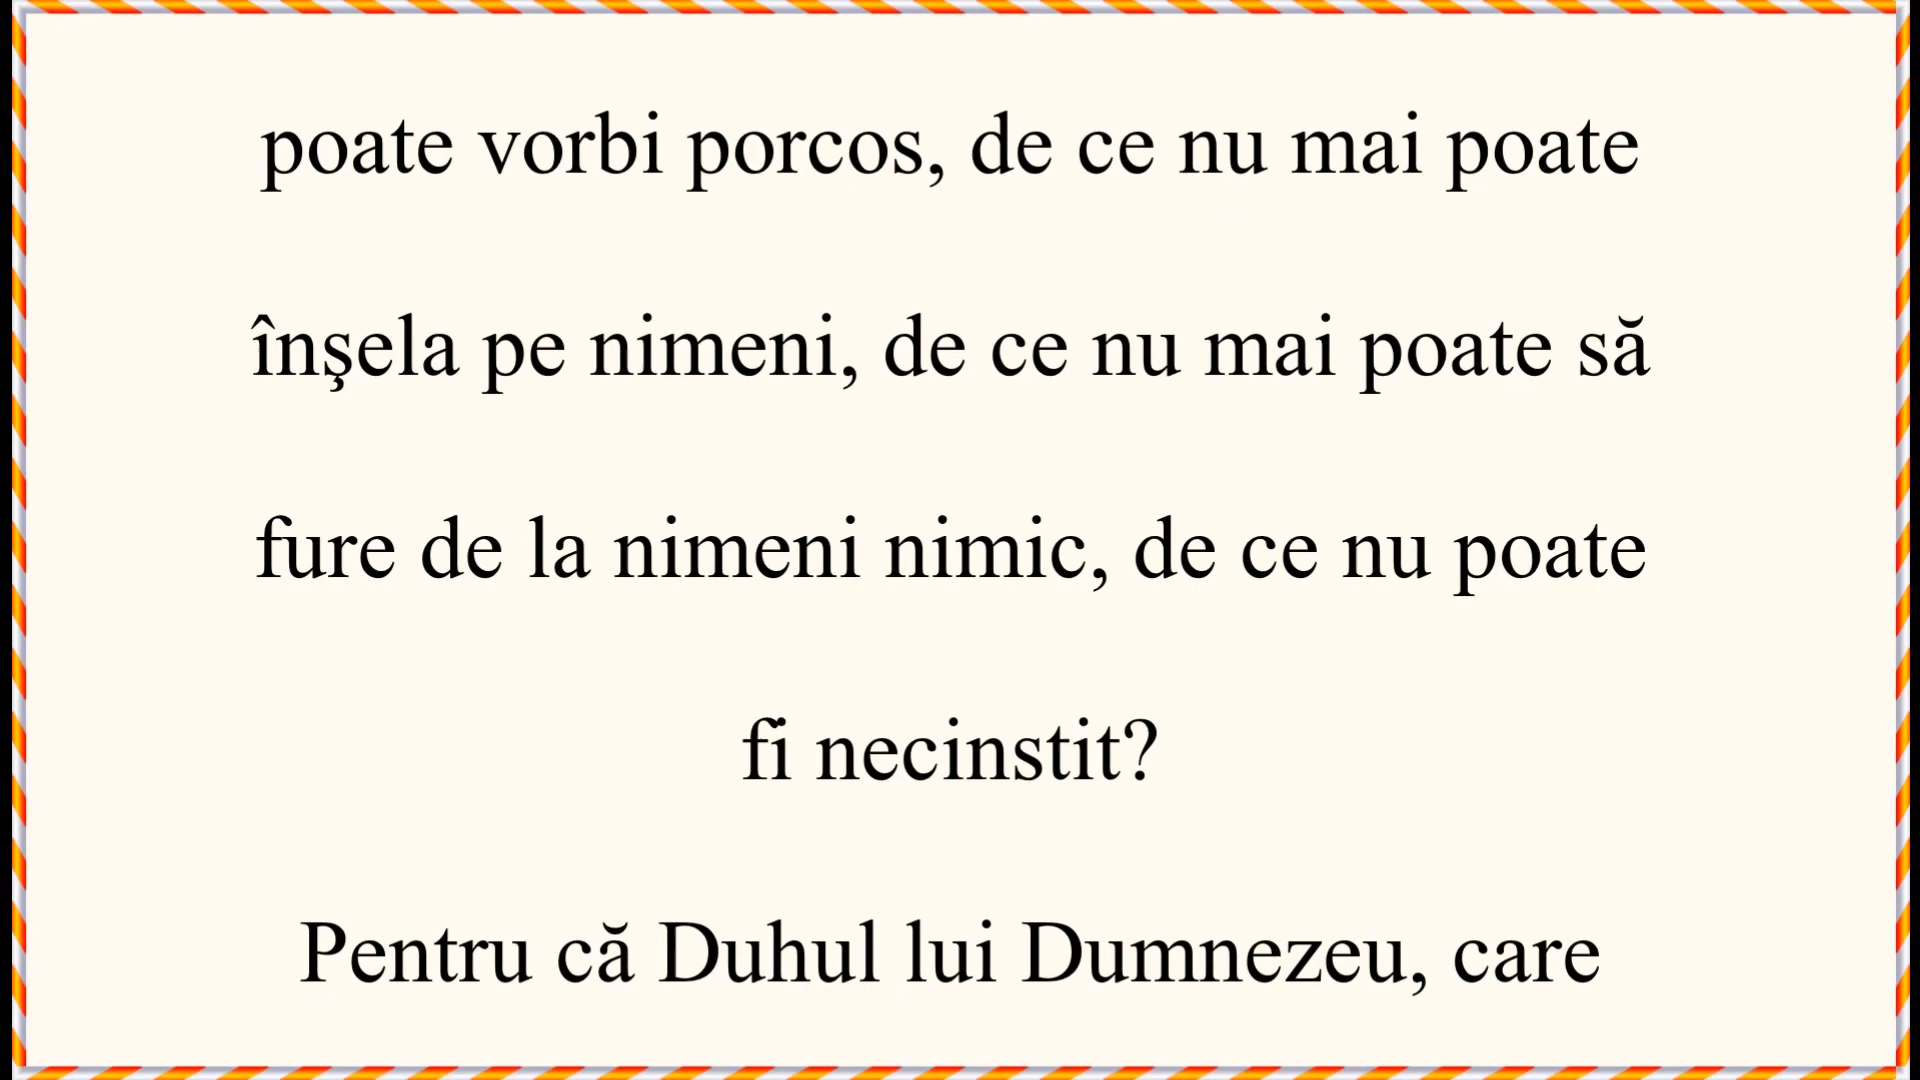 poate vorbi porcos, de ce nu mai poate
înşela pe nimeni, de ce nu mai poate să
fure de la nimeni nimic, de ce nu poate
fi necinstit?
Pentru că Duhul lui Dumnezeu, care